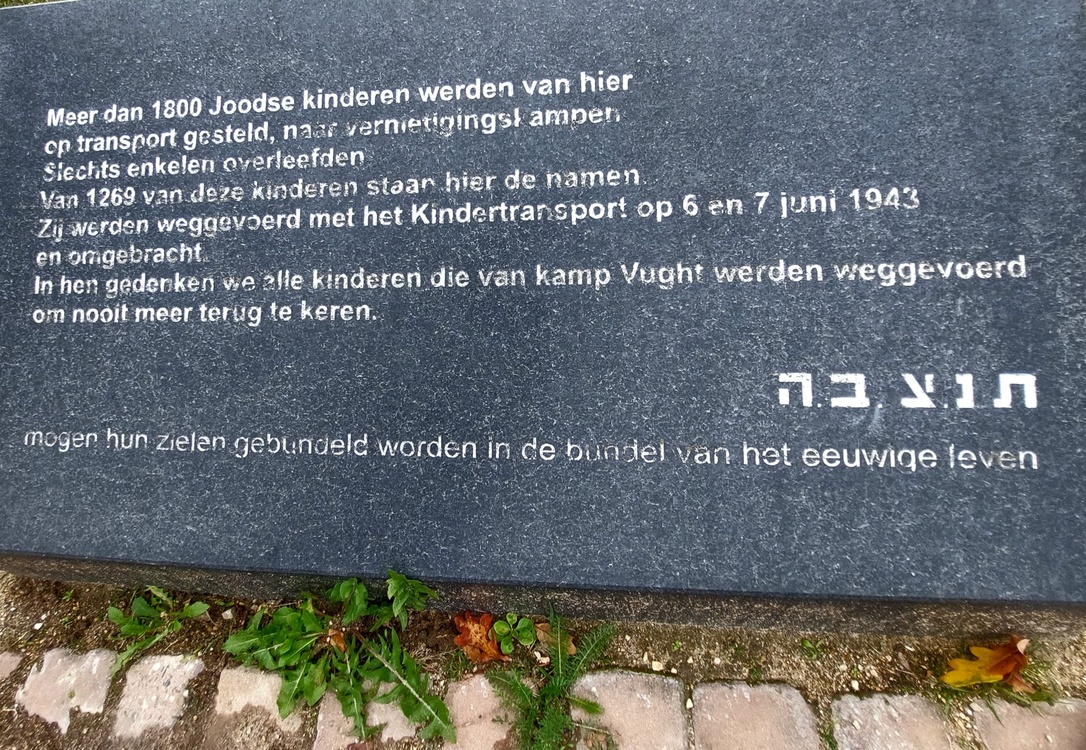 Meer dan 1800 Joodse kinderen werden van hier
op transport gesteld, naar vernietigingskampen
Slechts enkelen overleefden
Van 1269 van deze kinderen staan hier de namen.
Zij werden weggevoerd met het Kindertransport op 6 en 7 juni 1943
en omgebracht.
In hen gedenken we alle kinderen die van kamp Vught werden weggevoerd
om nooit meer terug te keren.
ת נ.צ.ב.ה
mogen hun zielen gebundeld worden in de bundel van het eeuwige leven